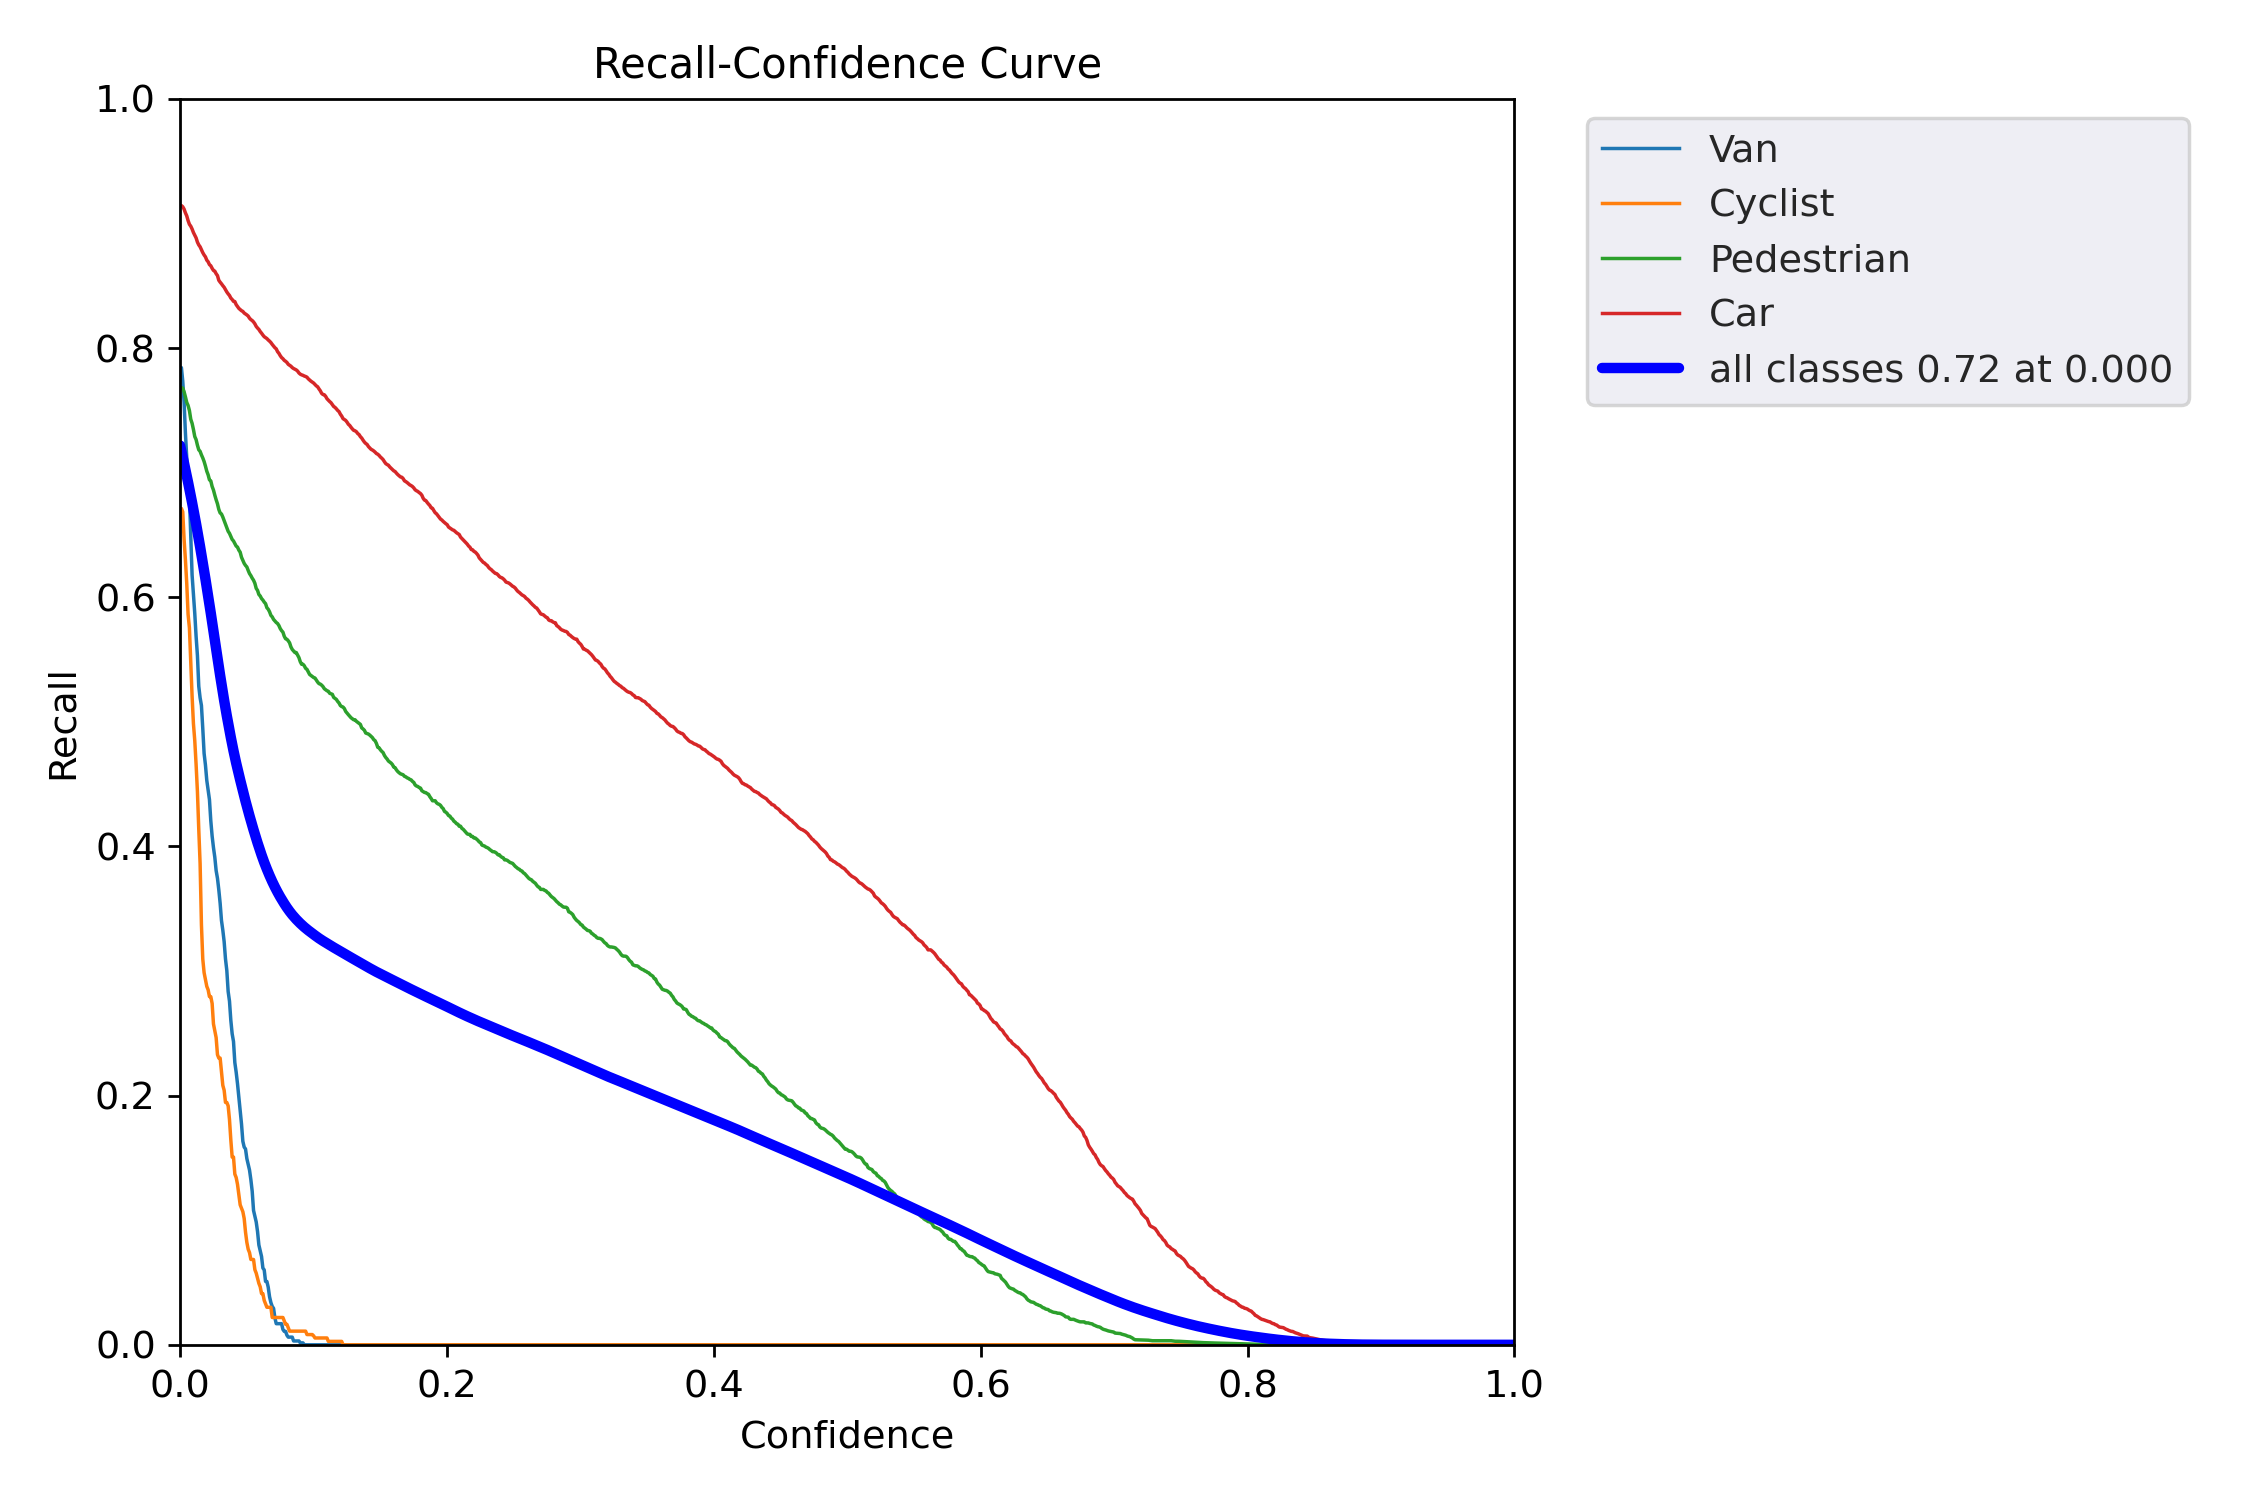 Recall-Confidence Curve
1.0
0.8
0.6
0.4
0.2
0.0
Recall
0.0 0.2 0.4 0.6 0.8 1.0
Confidence
Van
Cyclist
Pedestrian
Car
all classes 0.72 at 0.000